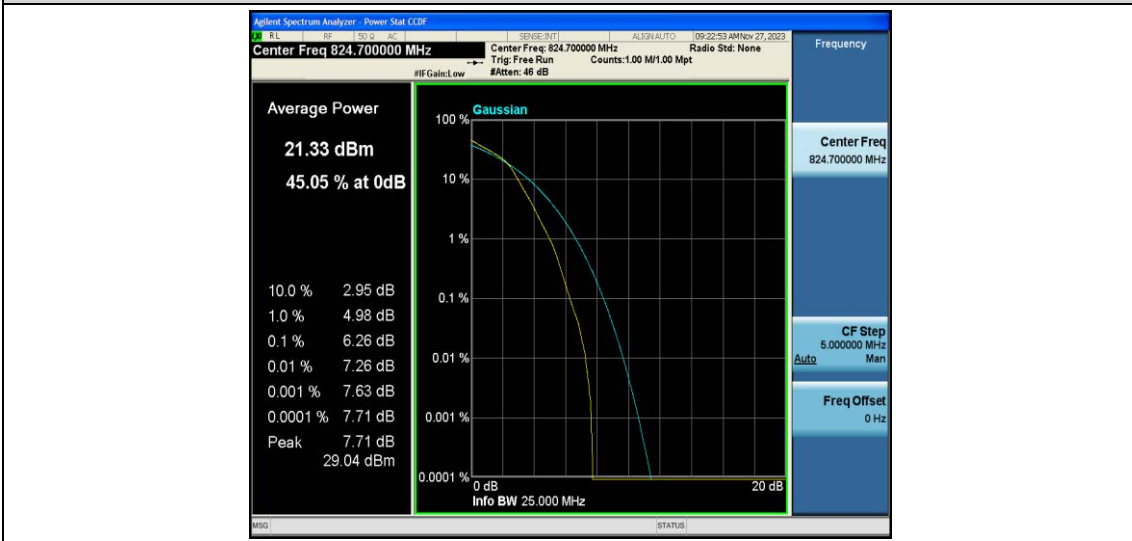 Agilent Spectrum Analyzer - Power Stat CCDF
RL RF 50 Ω AC SENSE:INT ALIGN AUTO 09:22:53 AM Nov 27, 2023
Center Freq 824.700000 MHz
Center Freq: 824.700000 MHz Radio Std: None
Trig: Free Run Counts:1.00 M/1.00 Mpt
#IFGain:Low #Atten: 46 dB
Frequency
Average Power
21.33 dBm
45.05 % at 0dB
10.0 % 2.95 dB
1.0 % 4.98 dB
0.1 % 6.26 dB
0.01 % 7.26 dB
0.001 % 7.63 dB
0.0001 % 7.71 dB
Peak 7.71 dB
29.04 dBm
Gaussian
100 %
10 %
1 %
0.1 %
0.01 %
0.001 %
0.0001 %
0 dB 20 dB
Info BW 25.000 MHz
Center Freq
824.700000 MHz
CF Step
5.000000 MHz
Auto Man
Freq Offset
0 Hz
MSG STATUS